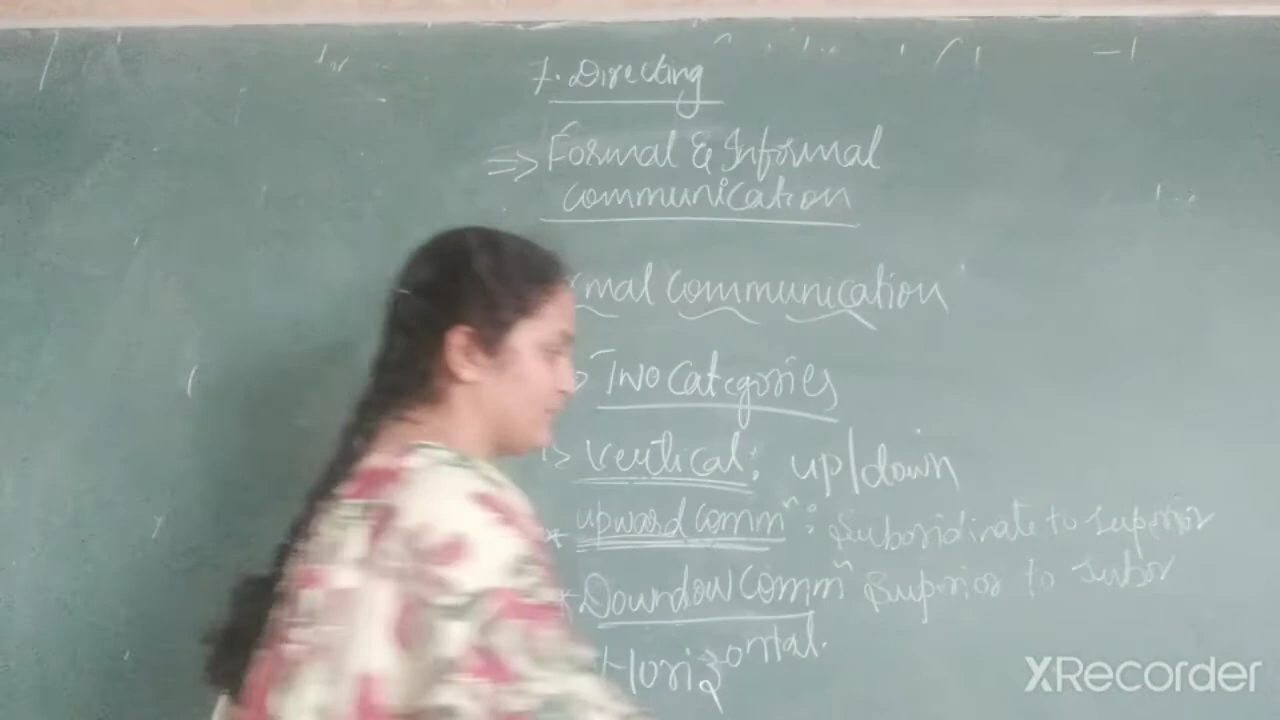 7. Directing
=> Formal & Informal
communication
rmal communication
> Two Categories
1> Vertical: up/down
* upward Commⁿ: Subordinate to Superior
* Downdow Commⁿ Superior to Subor
Horizontal.
XRecorder